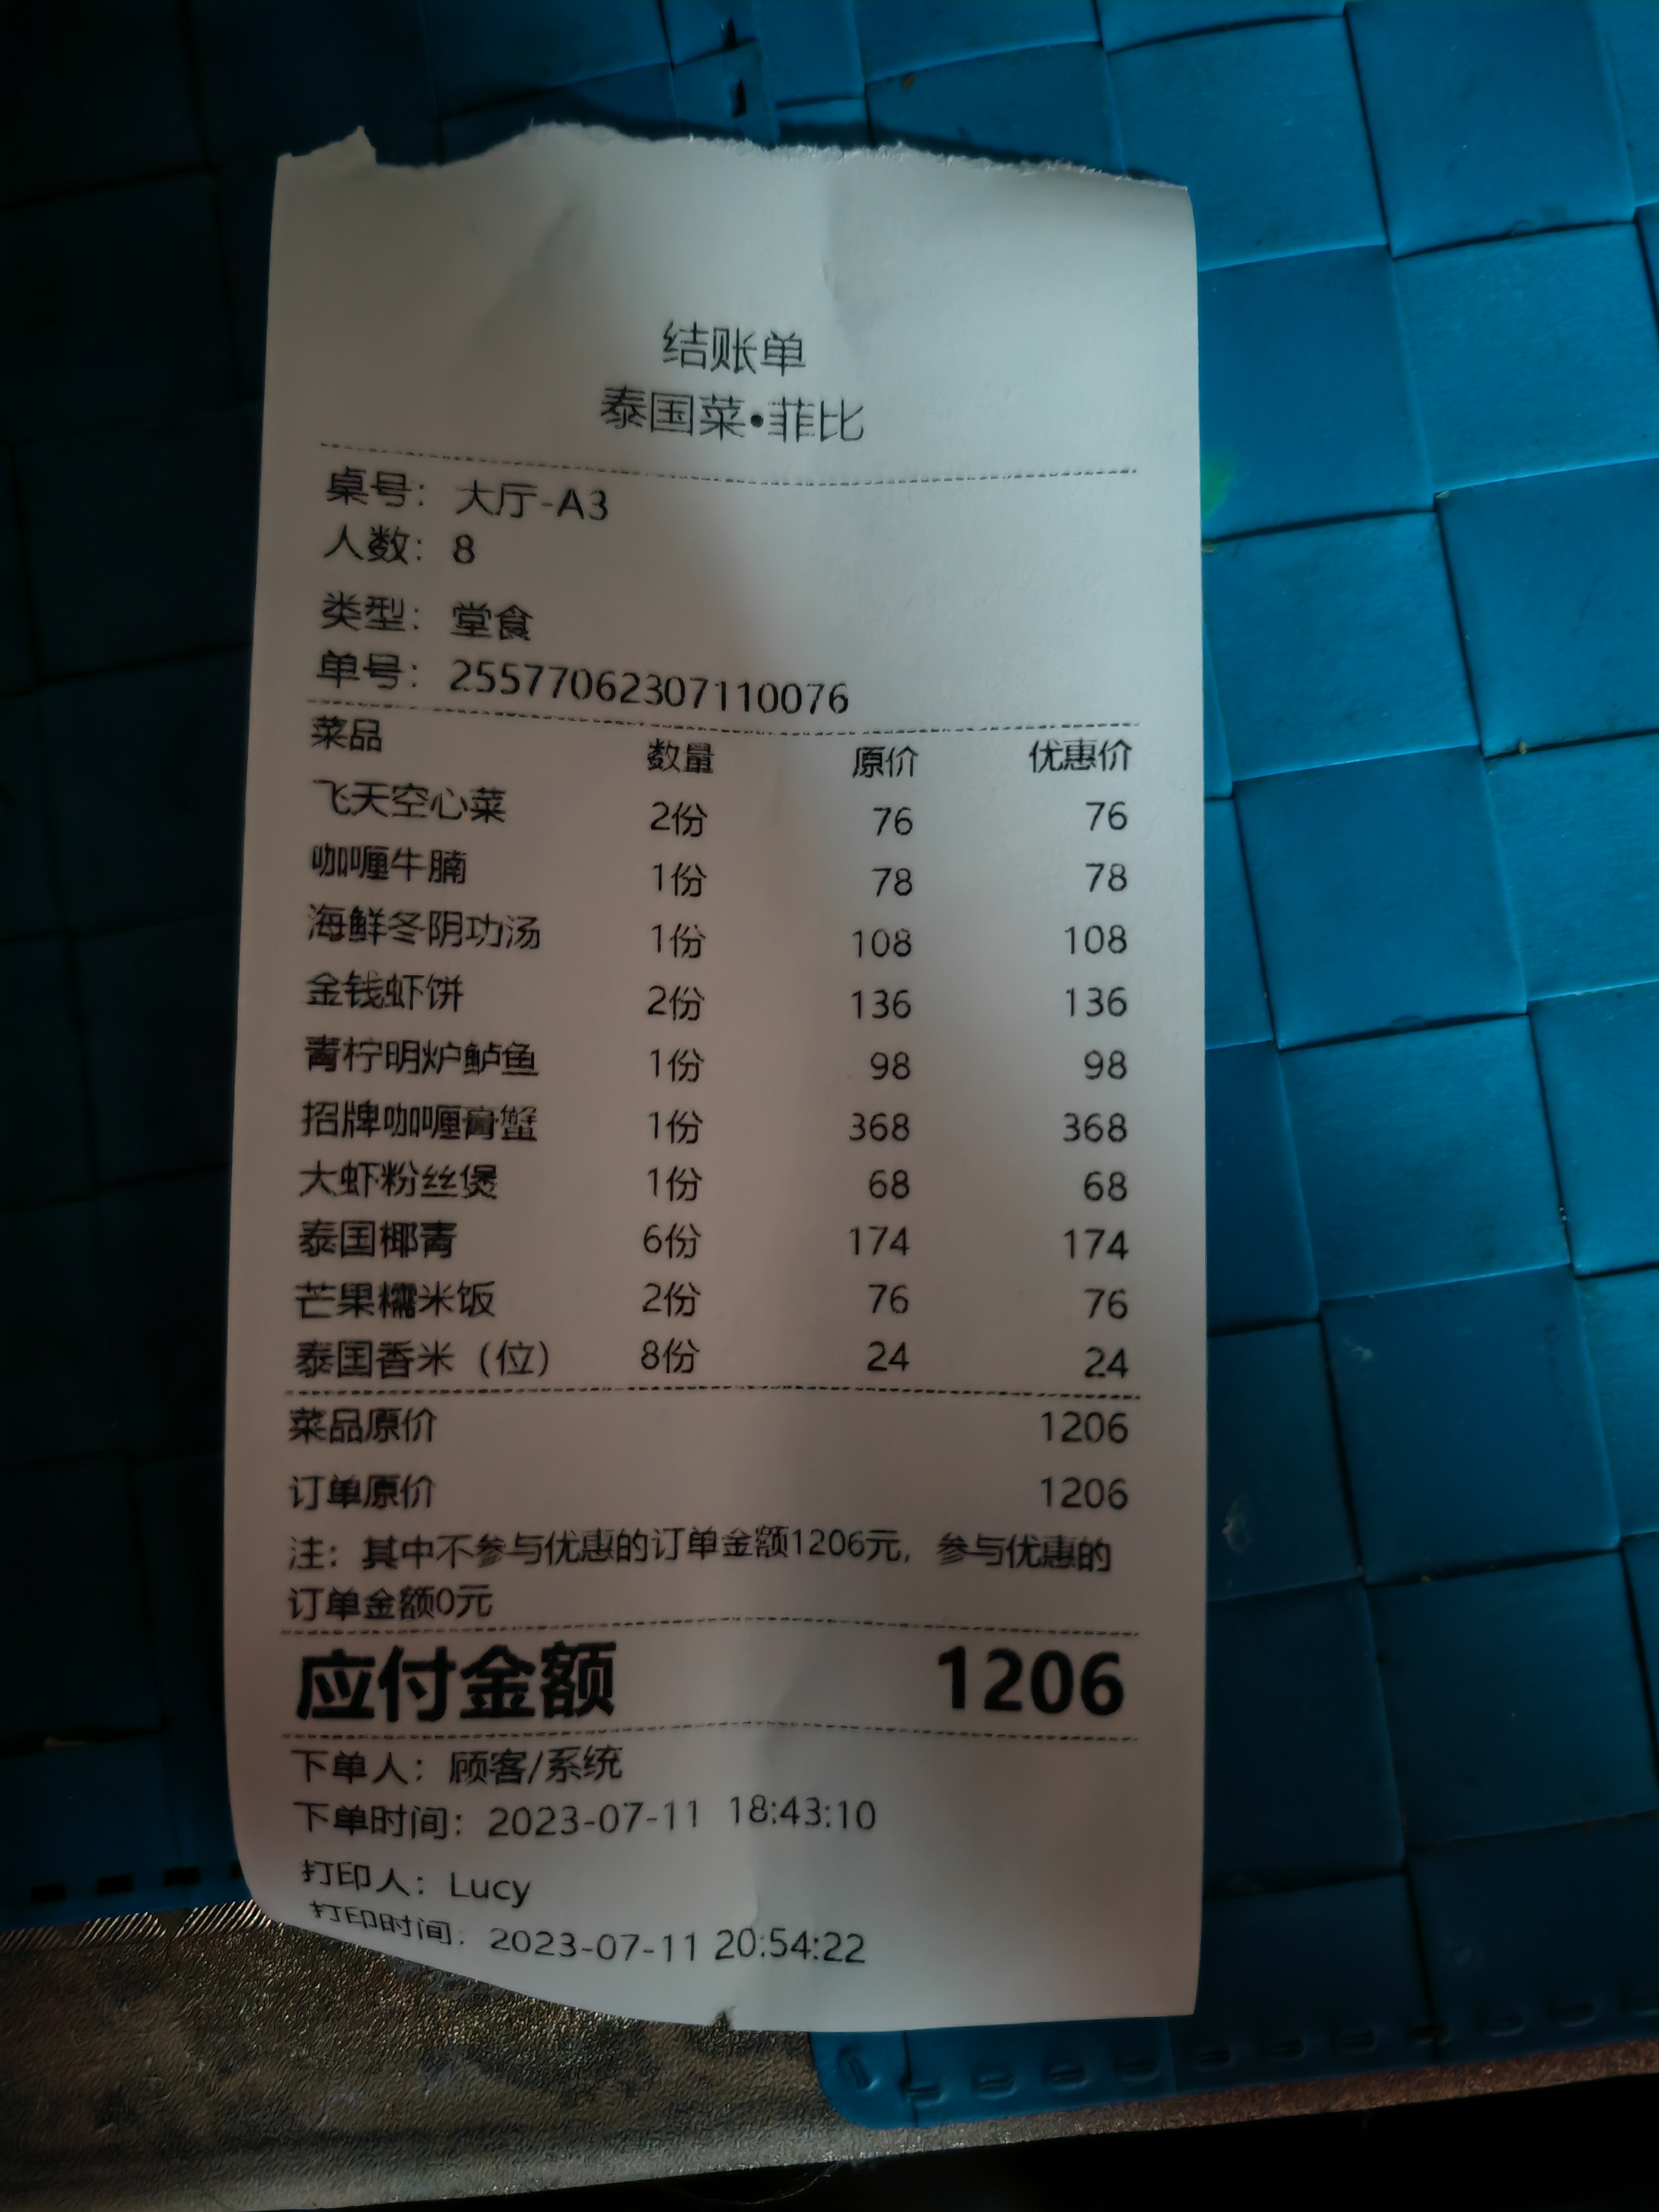 结账单
泰国菜•菲比
桌号：大厅-A3
人数：8
类型：堂食
单号：25577062307110076
菜品 数量 原价 优惠价
飞天空心菜 2份 76 76
咖喱牛腩 1份 78 78
海鲜冬阴功汤 1份 108 108
金钱虾饼 2份 136 136
青柠明炉鲈鱼 1份 98 98
招牌咖喱膏蟹 1份 368 368
大虾粉丝煲 1份 68 68
泰国椰青 6份 174 174
芒果糯米饭 2份 76 76
泰国香米（位） 8份 24 24
菜品原价 1206
订单原价 1206
注：其中不参与优惠的订单金额1206元，参与优惠的
订单金额0元
应付金额 1206
下单人：顾客/系统
下单时间：2023-07-11 18:43:10
打印人：Lucy
打印时间：2023-07-11 20:54:22